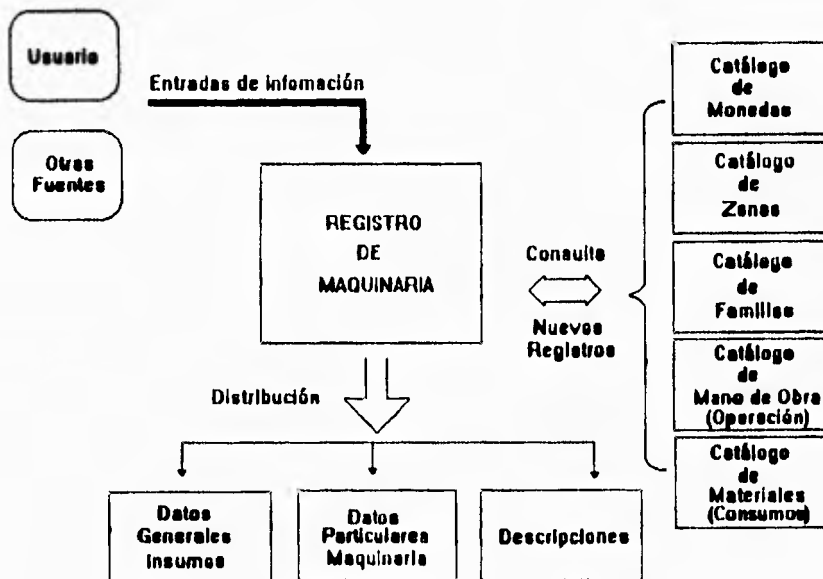 Usuario
Entradas de infomación
Otras
Fuentes
REGISTRO
DE
MAQUINARIA
Consulta
Nuevos
Registros
Catálogo
de
Monedas
Catálogo
de
Zonas
Catálogo
de
Familias
Catálogo
de
Mano de Obra
(Operación)
Catálogo
de
Materiales
(Consumos)
Distribución
Datos
Generales
Insumos
Datos
Particulares
Maquinaria
Descripciones